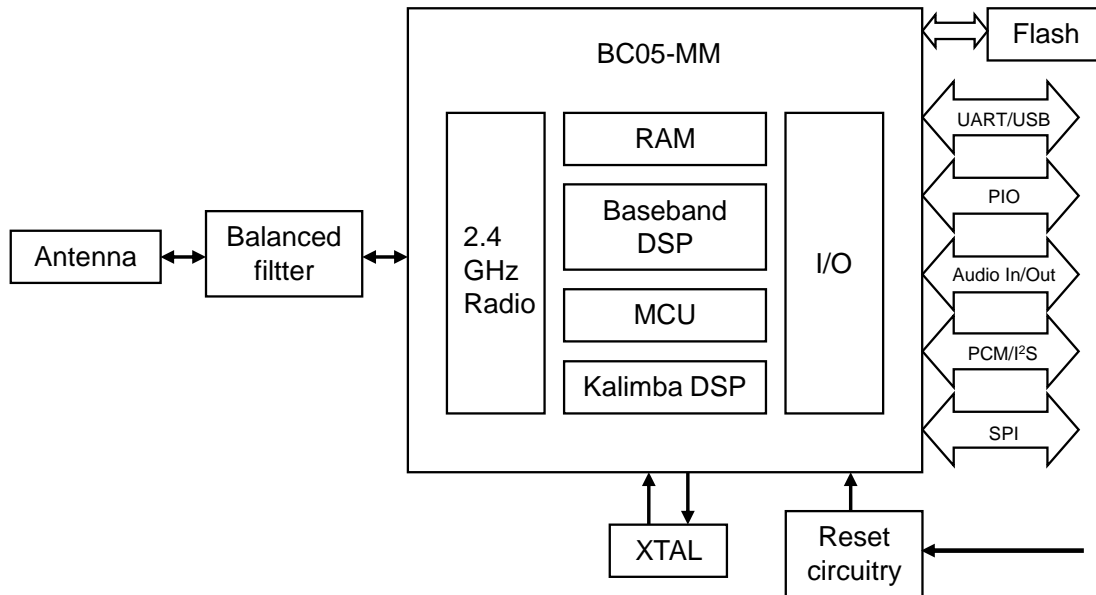 BC05-MM
Flash
RAM
UART/USB
Baseband
DSP
PIO
Antenna
Balanced
filtter
2.4
GHz
Radio
I/O
Audio In/Out
MCU
PCM/I²S
Kalimba DSP
SPI
XTAL
Reset
circuitry